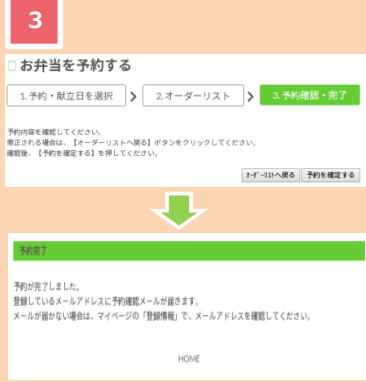 3
お弁当を予約する
1.予約・献立日を選択
2.オーダーリスト
3.予約確認・完了
予約内容を確認してください。
修正される場合は、【オーダーリストへ戻る】ボタンをクリックしてください。
確認後、【予約を確定する】を押してください。
ｵｰﾀﾞｰﾘｽﾄへ戻る 予約を確定する
予約完了
予約が完了しました。
登録しているメールアドレスに予約確認メールが届きます。
メールが届かない場合は、マイページの「登録情報」で、メールアドレスを確認してください。
HOME